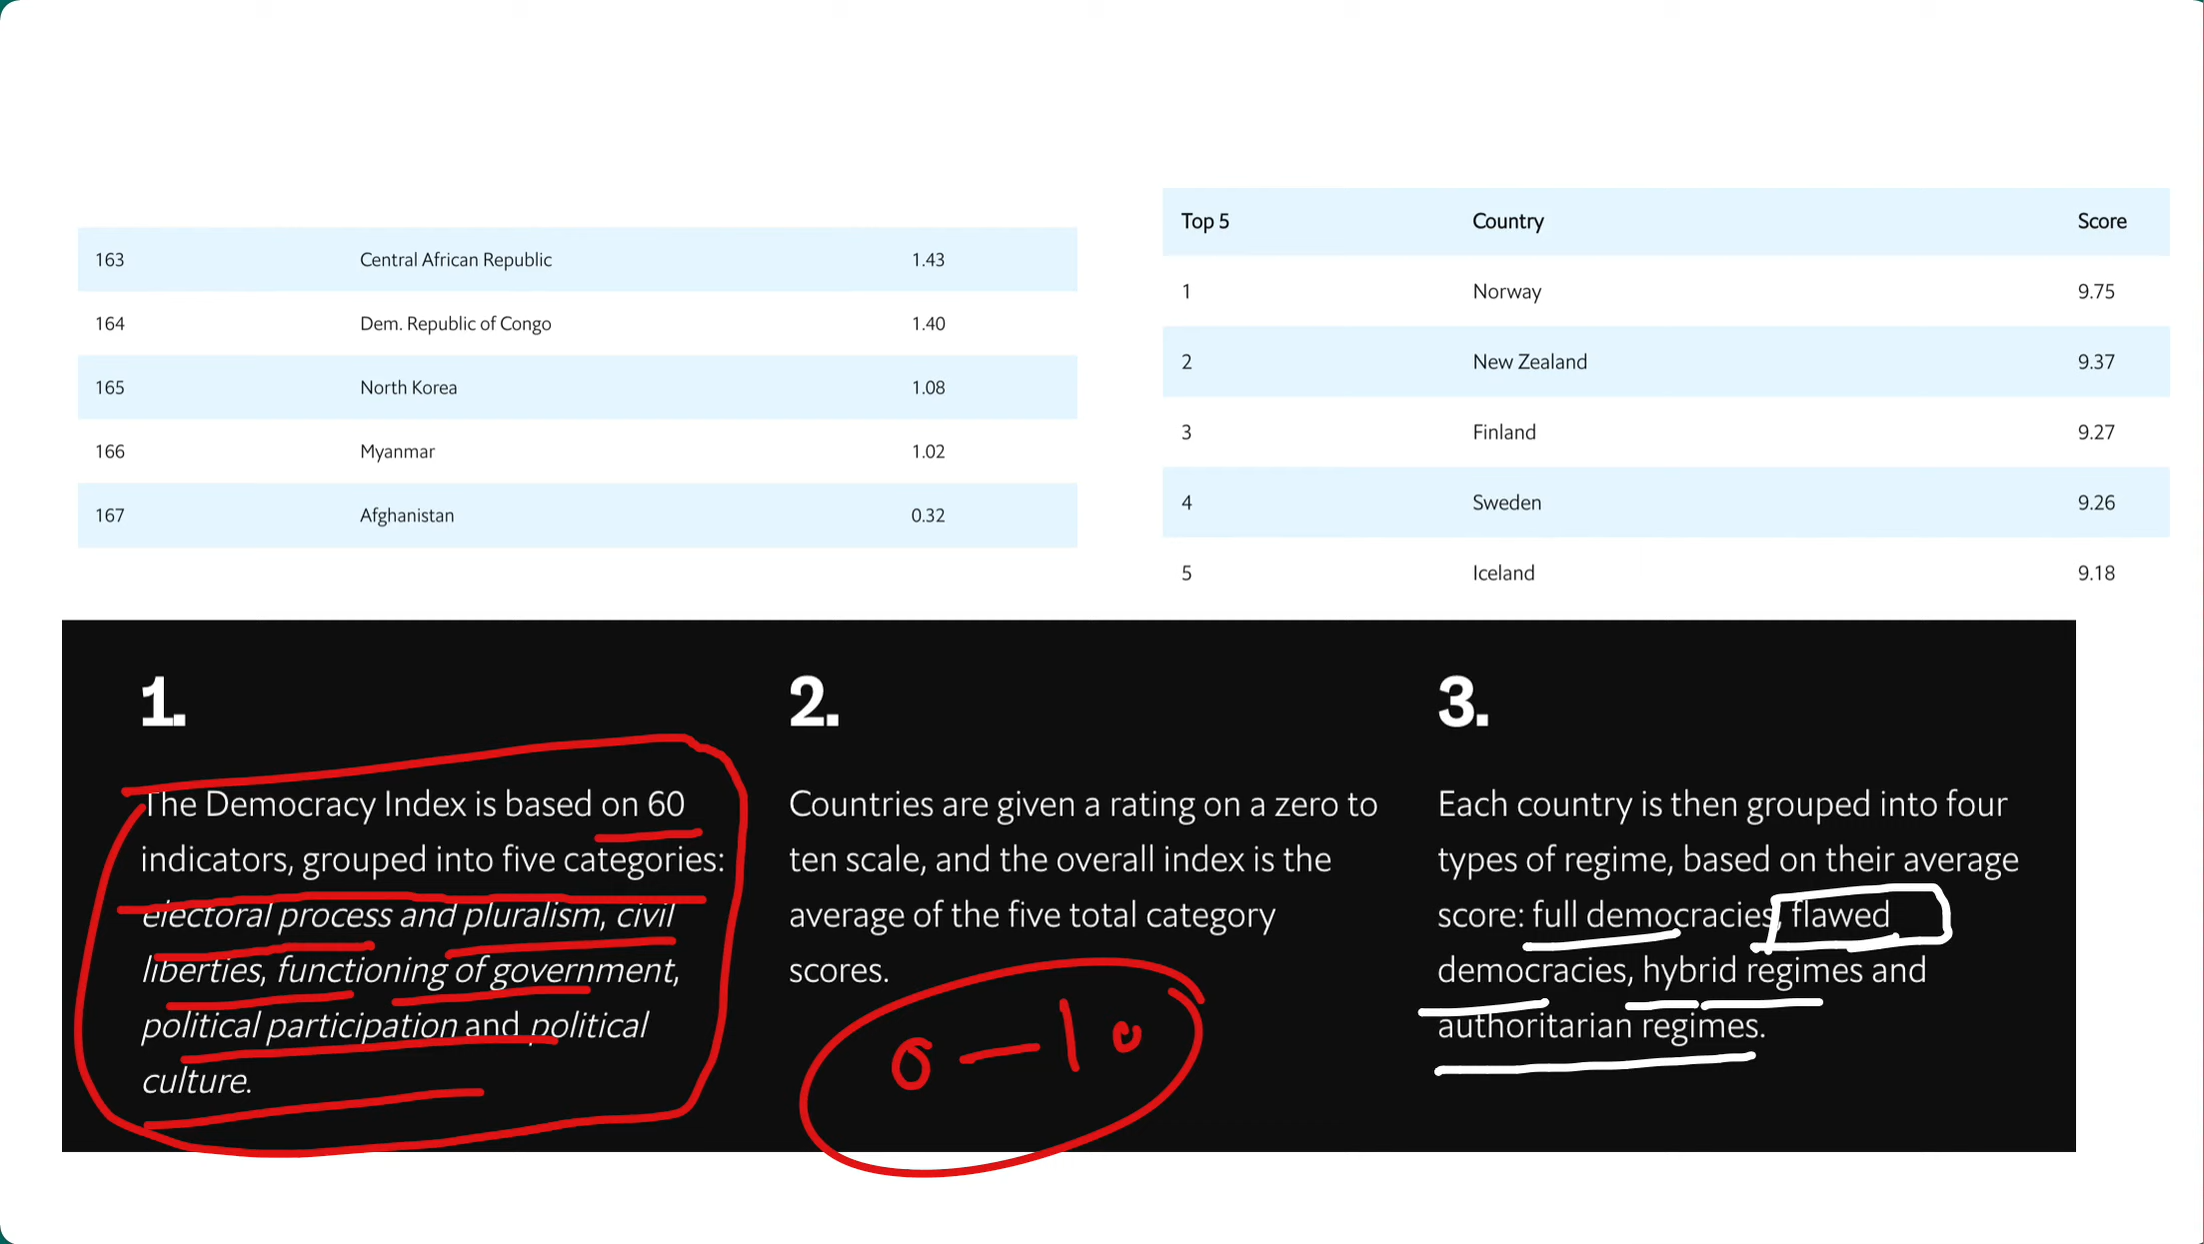 163 Central African Republic 1.43
164 Dem. Republic of Congo 1.40
165 North Korea 1.08
166 Myanmar 1.02
167 Afghanistan 0.32
Top 5 Country Score
1 Norway 9.75
2 New Zealand 9.37
3 Finland 9.27
4 Sweden 9.26
5 Iceland 9.18
1.
The Democracy Index is based on 60
indicators, grouped into five categories:
electoral process and pluralism, civil
liberties, functioning of government,
political participation and political
culture.
2.
Countries are given a rating on a zero to
ten scale, and the overall index is the
average of the five total category
scores.
0 — 10
3.
Each country is then grouped into four
types of regime, based on their average
score: full democracies, flawed
democracies, hybrid regimes and
authoritarian regimes.